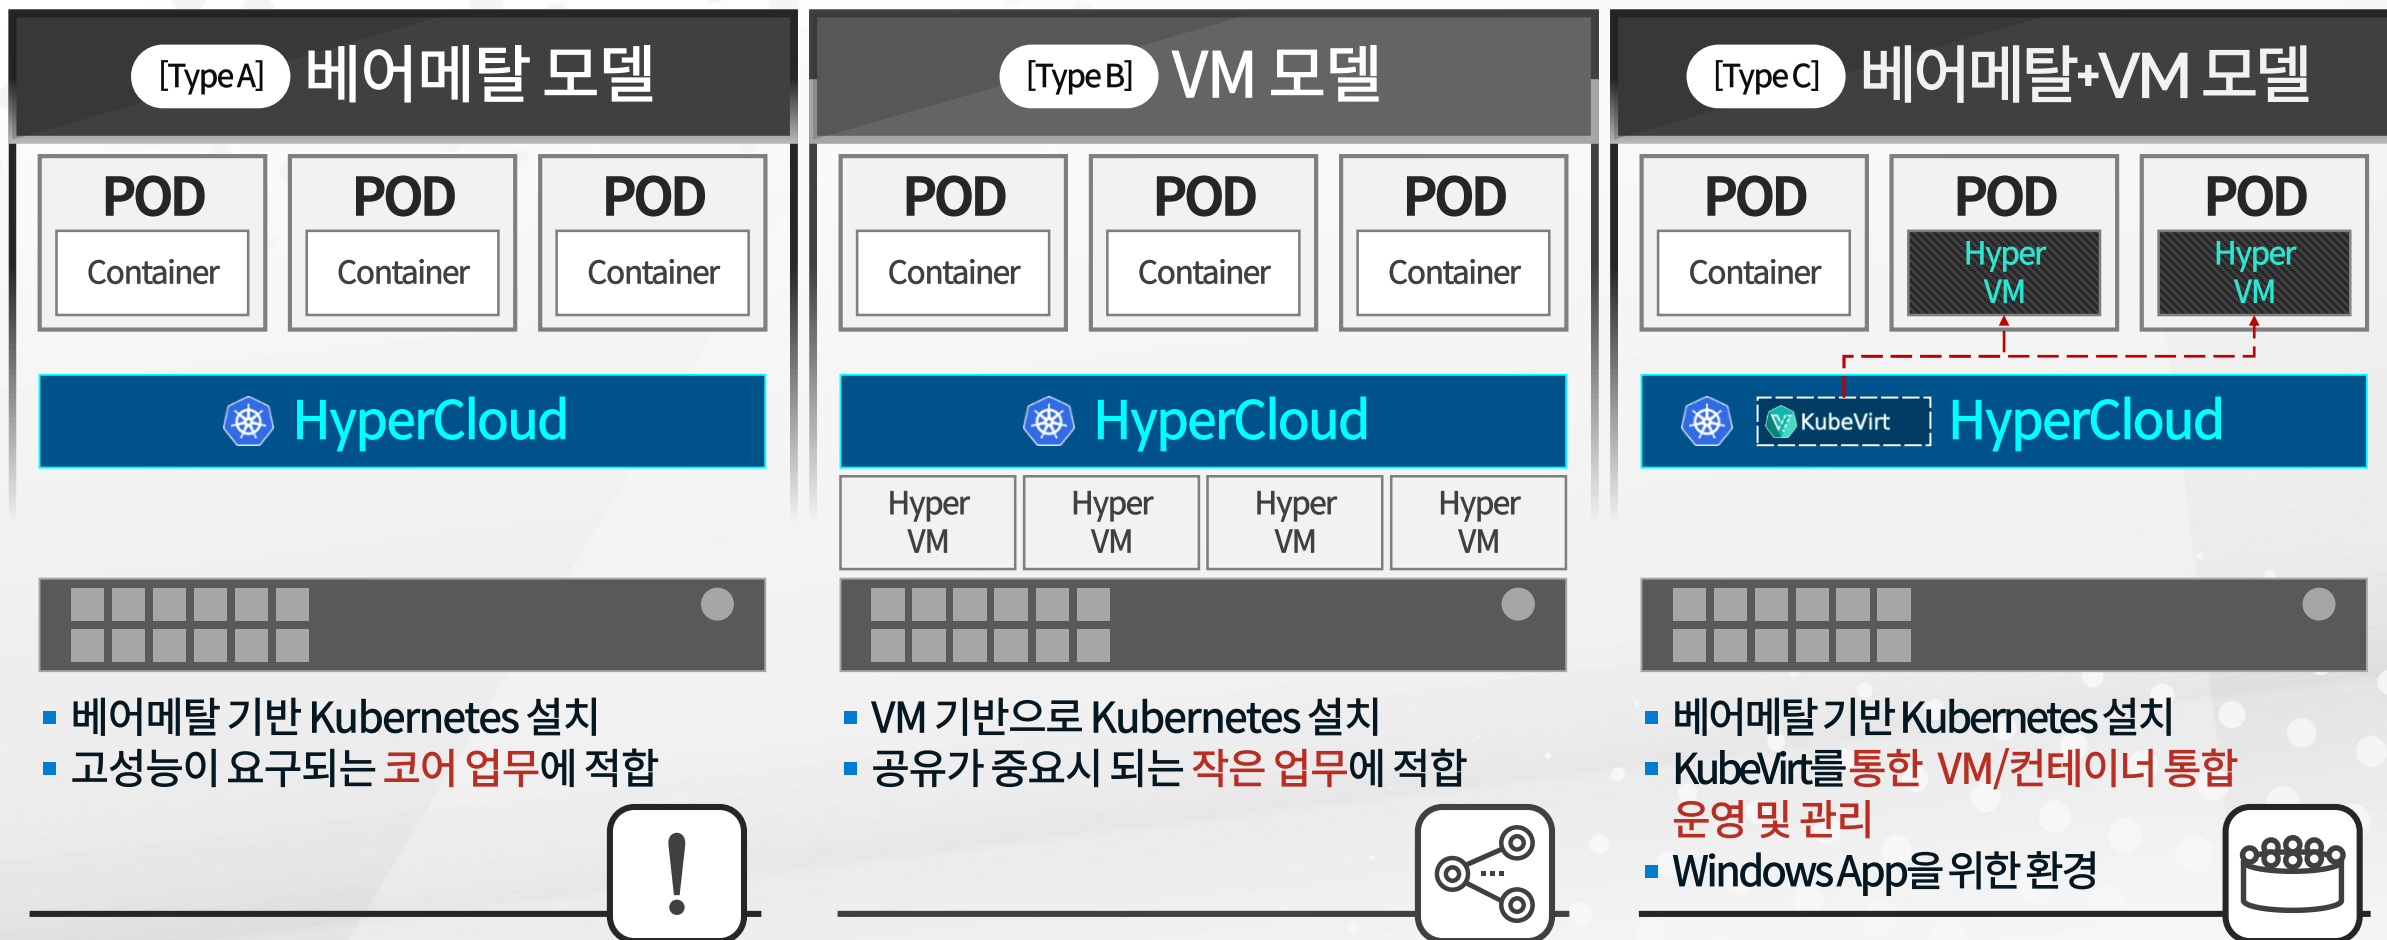 [Type A] 베어메탈 모델
POD
POD
POD
Container
Container
Container
HyperCloud
베어메탈 기반 Kubernetes 설치
고성능이 요구되는 코어 업무에 적합
[Type B] VM 모델
POD
POD
POD
Container
Container
Container
HyperCloud
Hyper
VM
Hyper
VM
Hyper
VM
Hyper
VM
VM 기반으로 Kubernetes 설치
공유가 중요시 되는 작은 업무에 적합
[Type C] 베어메탈+VM 모델
POD
POD
POD
Container
Hyper
VM
Hyper
VM
KubeVirt HyperCloud
베어메탈 기반 Kubernetes 설치
KubeVirt를 통한 VM/컨테이너 통합
운영 및 관리
Windows App을 위한 환경